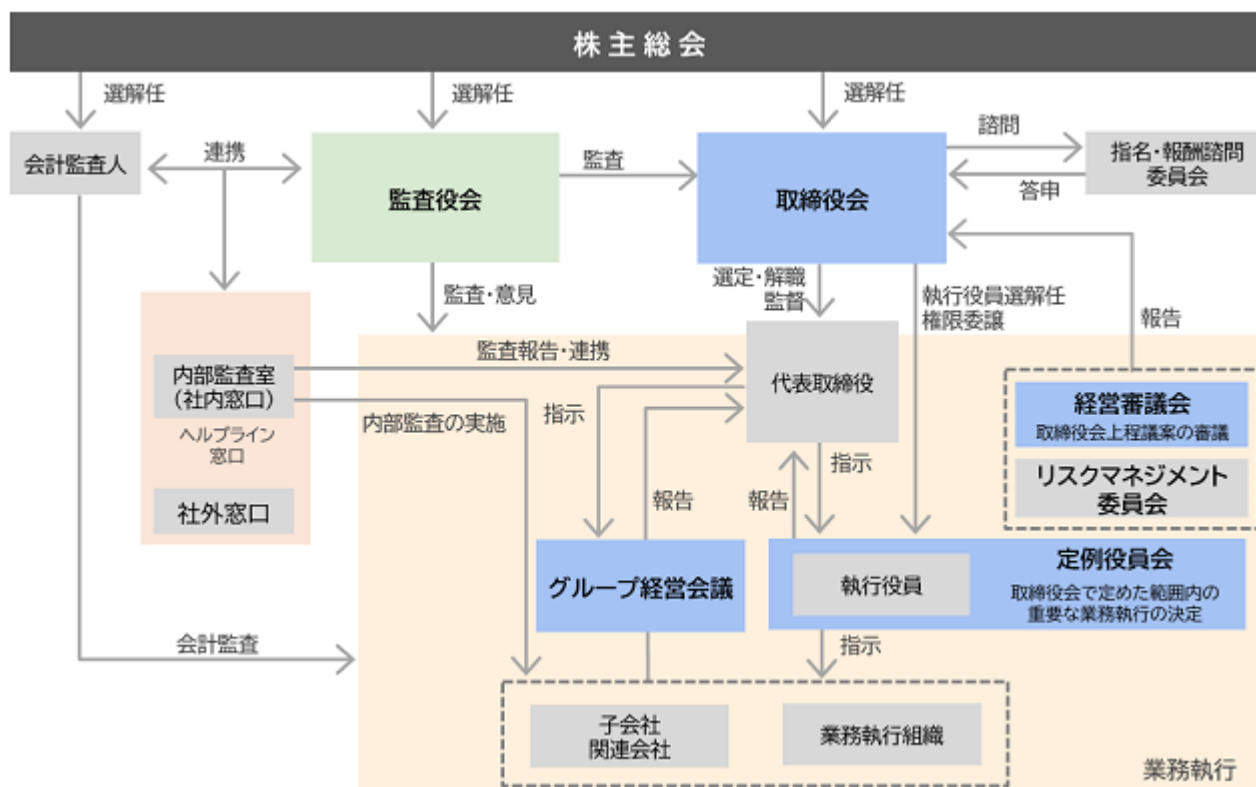 株主総会
選解任
選解任
選解任
会計監査人
連携
監査役会
監査
取締役会
諮問
答申
指名・報酬諮問
委員会
監査・意見
選定・解職
監督
執行役員選解任
権限委譲
報告
内部監査室
（社内窓口）
ヘルプライン
窓口
社外窓口
監査報告・連携
内部監査の実施
代表取締役
経営審議会
取締役会上程議案の審議
リスクマネジメント
委員会
指示
報告
報告
指示
グループ経営会議
執行役員
定例役員会
取締役会で定めた範囲内の
重要な業務執行の決定
会計監査
指示
子会社
関連会社
業務執行組織
業務執行